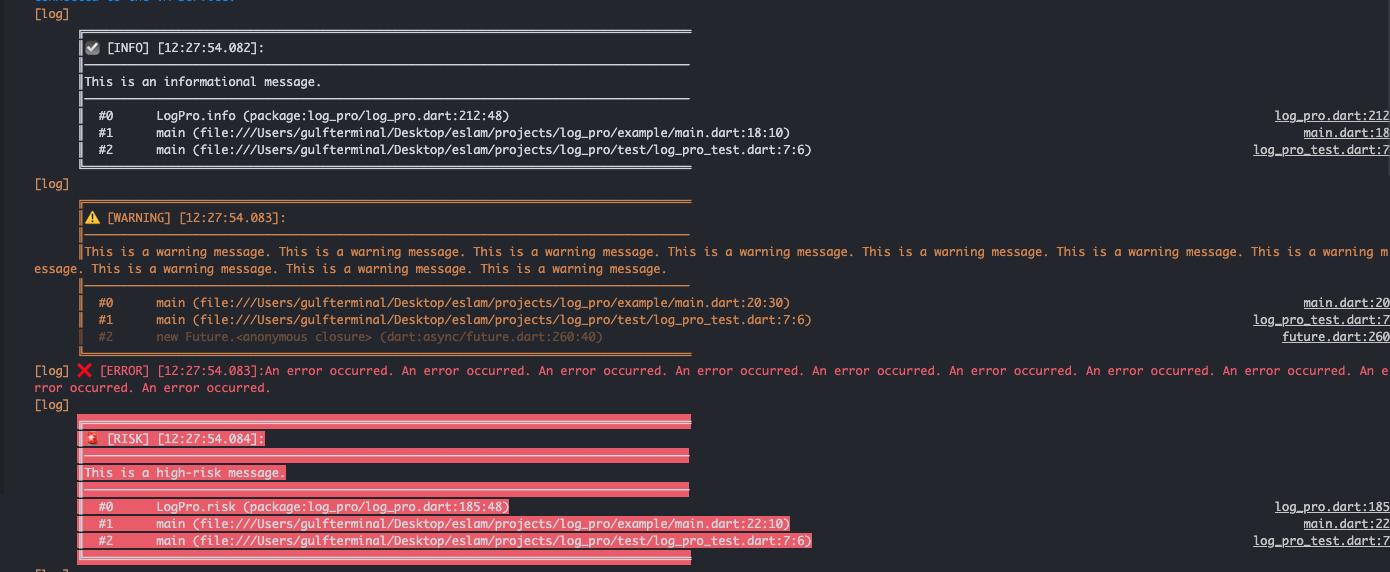 [log]
[INFO] [12:27:54.082]:
This is an informational message.
#0 LogPro.info (package:log_pro/log_pro.dart:212:48) log_pro.dart:212
#1 main (file:///Users/gulfterminal/Desktop/eslam/projects/log_pro/example/main.dart:18:10) main.dart:18
#2 main (file:///Users/gulfterminal/Desktop/eslam/projects/log_pro/test/log_pro_test.dart:7:6) log_pro_test.dart:7
[log]
[WARNING] [12:27:54.083]:
This is a warning message. This is a warning message. This is a warning message. This is a warning message. This is a warning message. This is a warning message. This is a warning m
essage. This is a warning message. This is a warning message. This is a warning message.
#0 main (file:///Users/gulfterminal/Desktop/eslam/projects/log_pro/example/main.dart:20:30) main.dart:20
#1 main (file:///Users/gulfterminal/Desktop/eslam/projects/log_pro/test/log_pro_test.dart:7:6) log_pro_test.dart:7
#2 new Future.<anonymous closure> (dart:async/future.dart:260:40) future.dart:260
[log] ❌ [ERROR] [12:27:54.083]:An error occurred. An error occurred. An error occurred. An error occurred. An error occurred. An error occurred. An error occurred. An error occurred. An e
rror occurred. An error occurred.
[log]
[RISK] [12:27:54.084]:
This is a high-risk message.
#0 LogPro.risk (package:log_pro/log_pro.dart:185:48) log_pro.dart:185
#1 main (file:///Users/gulfterminal/Desktop/eslam/projects/log_pro/example/main.dart:22:10) main.dart:22
#2 main (file:///Users/gulfterminal/Desktop/eslam/projects/log_pro/test/log_pro_test.dart:7:6) log_pro_test.dart:7